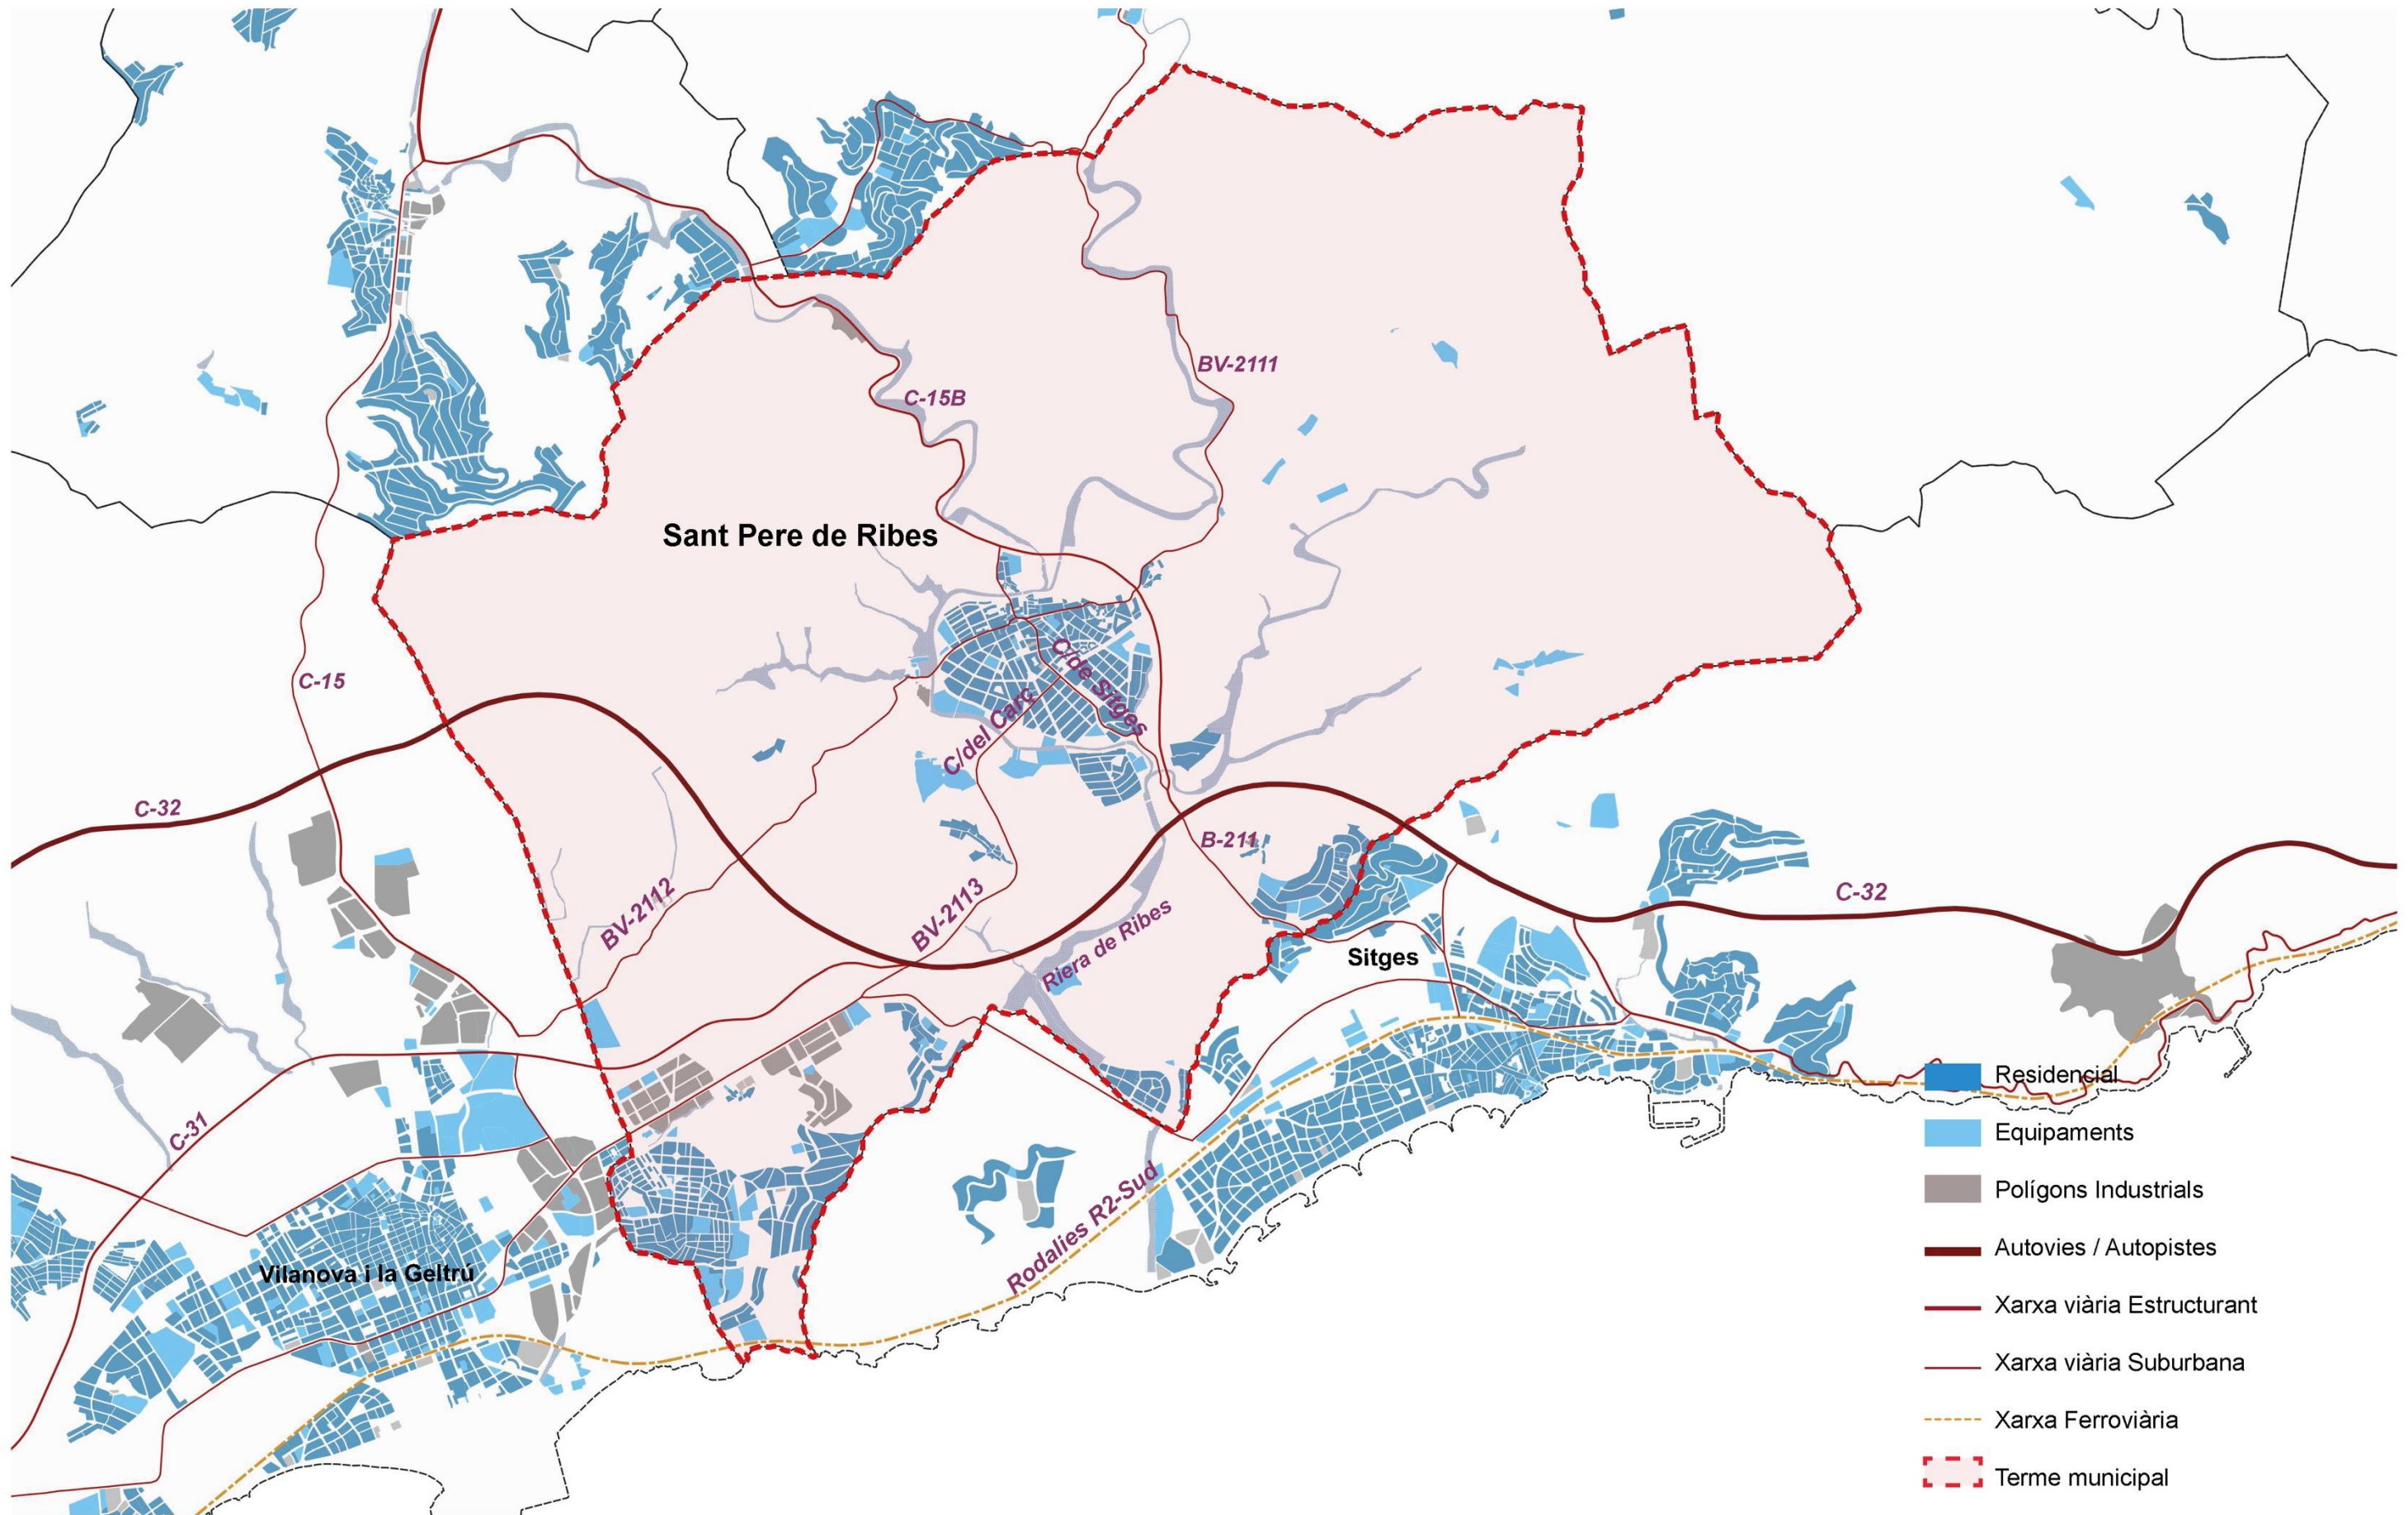 BV-2111
C-15B
Sant Pere de Ribes
C/de Sitges
C-15
C/del Carç
C-32
B-211
BV-2112
BV-2113
C-32
Riera de Ribes
Sitges
C-31
Rodalies R2-Sud
Vilanova i la Geltrú
Residencial
Equipaments
Polígons Industrials
Autovies / Autopistes
Xarxa viària Estructurant
Xarxa viària Suburbana
Xarxa Ferroviària
Terme municipal